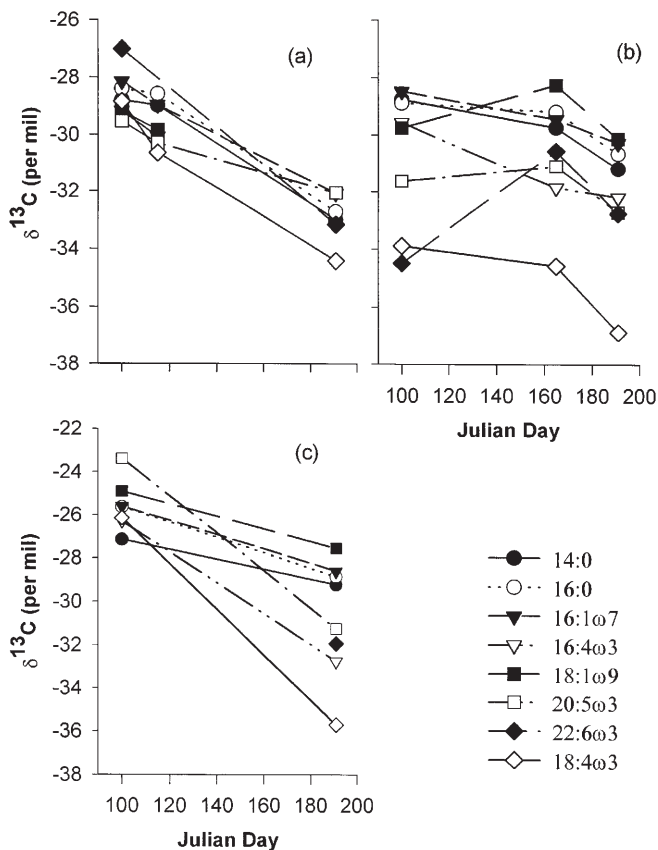 (a)
(b)
-26
-28
-30
-32
-34
-36
-38
δ13C (per mil)
100 120 140 160 180 200
Julian Day
(c)
-22
-24
-26
-28
-30
-32
-34
-36
-38
δ13C (per mil)
100 120 140 160 180 200
Julian Day
14:0
16:0
16:1ω7
16:4ω3
18:1ω9
20:5ω3
22:6ω3
18:4ω3